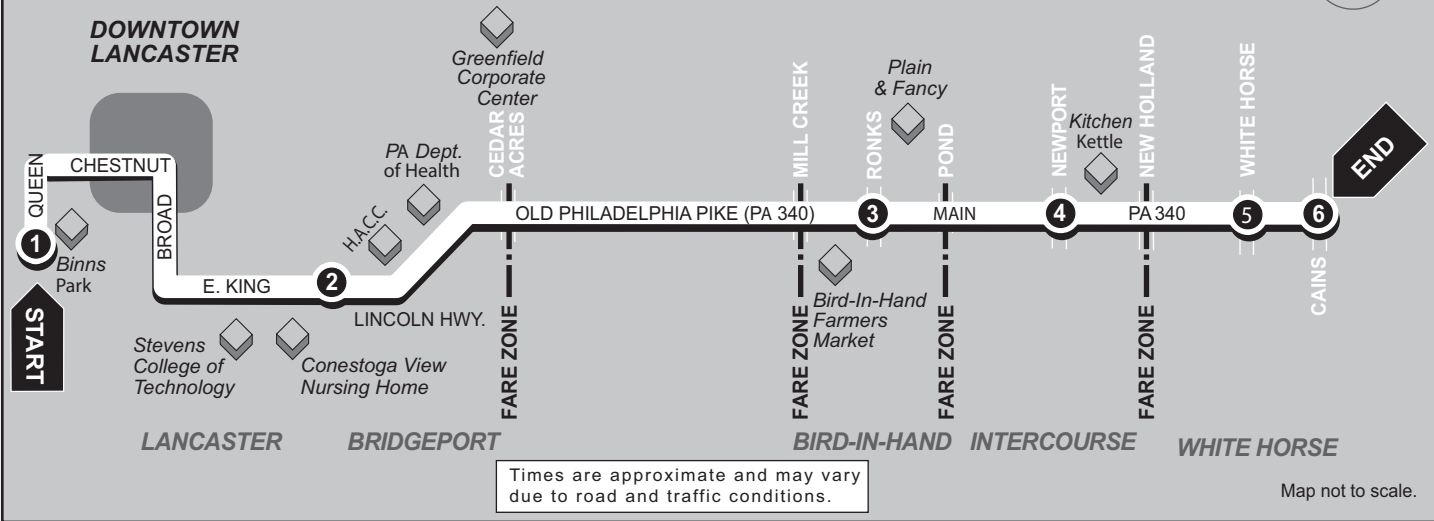 DOWNTOWN
LANCASTER
Greenfield
Corporate
Center
Plain
& Fancy
Kitchen
Kettle
PA Dept.
of Health
H.A.C.C.
CEDAR
ACRES
MILL CREEK
RONKS
POND
NEWPORT
NEW HOLLAND
WHITE HORSE
END
QUEEN
CHESTNUT
BROAD
1
Binns
Park
START
E. KING
2
LINCOLN HWY.
OLD PHILADELPHIA PIKE (PA 340)
3
MAIN
4
PA 340
5
6
CAINS
Stevens
College of
Technology
Conestoga View
Nursing Home
Bird-In-Hand
Farmers
Market
FARE ZONE
FARE ZONE
FARE ZONE
FARE ZONE
LANCASTER
BRIDGEPORT
BIRD-IN-HAND
INTERCOURSE
WHITE HORSE
Times are approximate and may vary
due to road and traffic conditions.
Map not to scale.